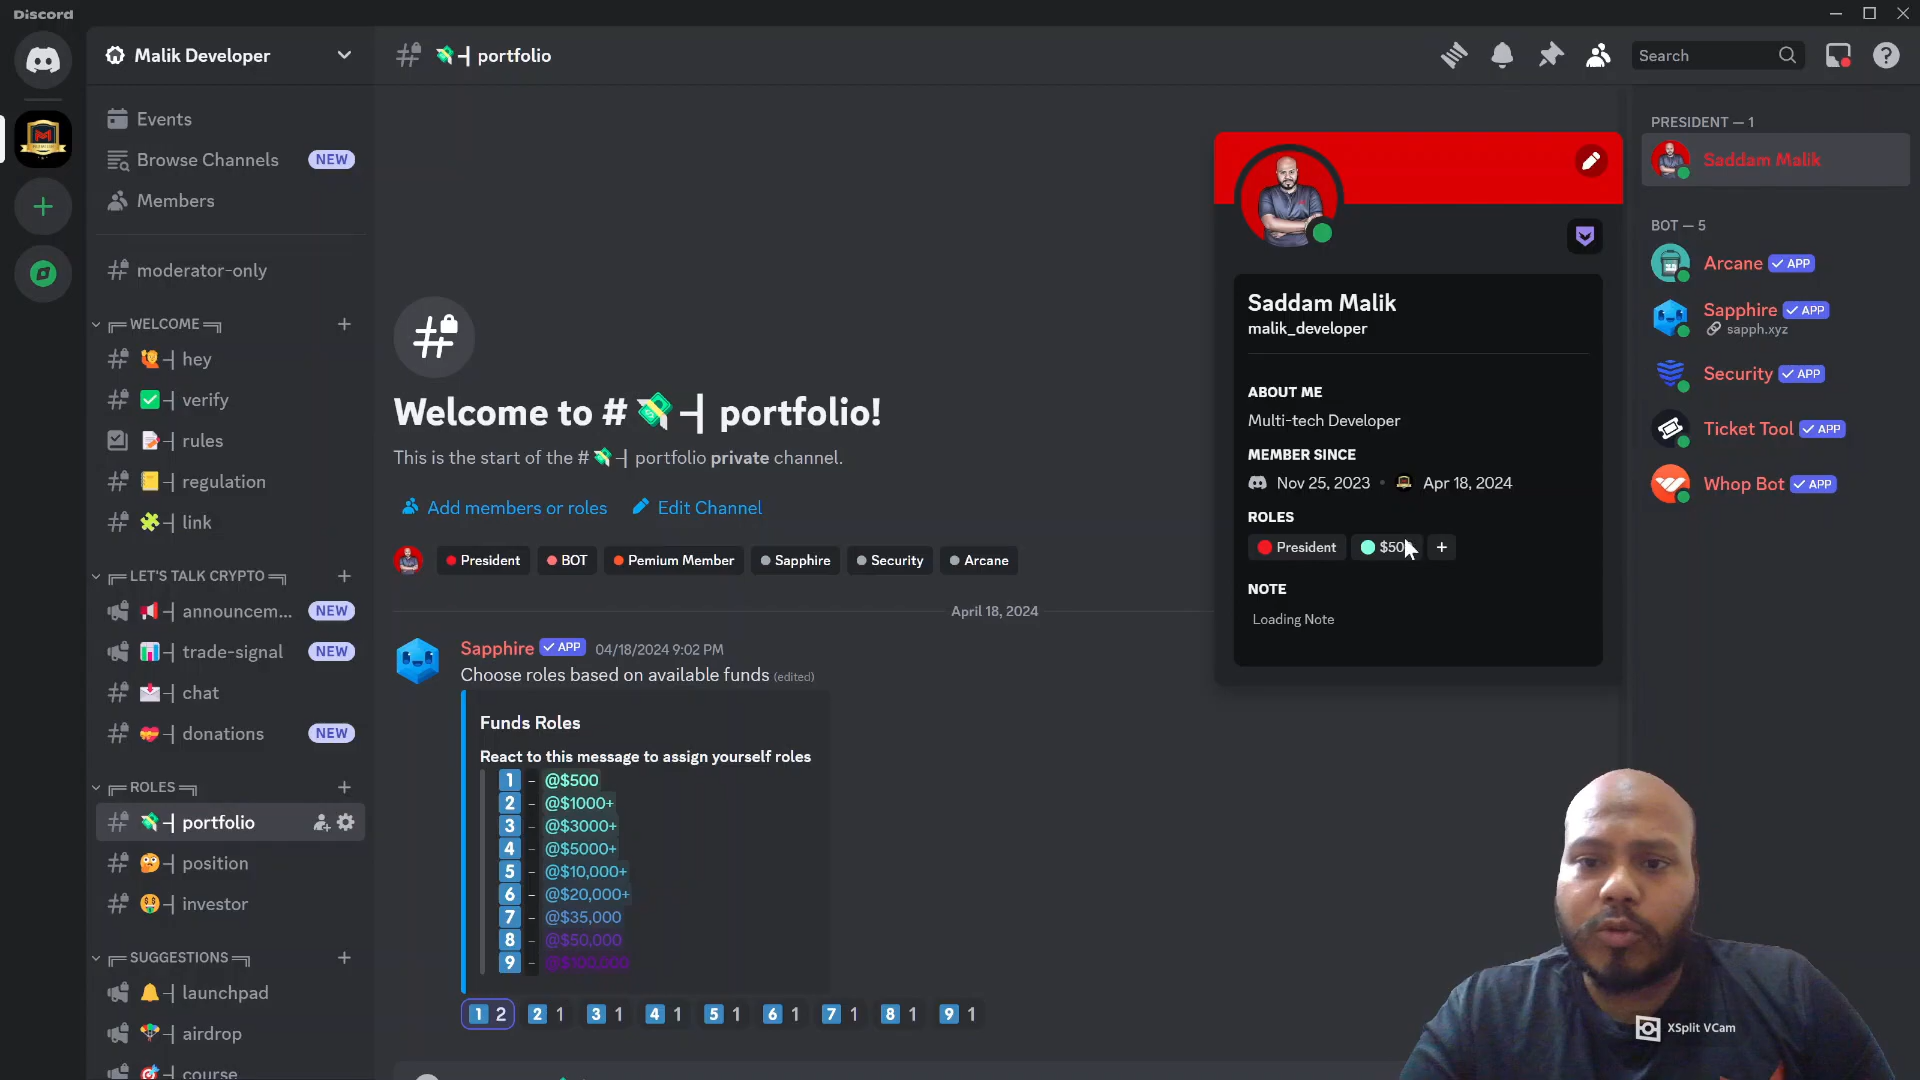 Discord
Malik Developer
portfolio
Search
Events
Browse Channels NEW
Members
moderator-only
WELCOME
hey
verify
rules
regulation
link
LET'S TALK CRYPTO
announcem... NEW
trade-signal NEW
chat
donations NEW
ROLES
portfolio
position
investor
SUGGESTIONS
launchpad
airdrop
course
Welcome to # portfolio!
This is the start of the # portfolio private channel.
Add members or roles Edit Channel
President BOT Pemium Member Sapphire Security Arcane
April 18, 2024
Sapphire APP 04/18/2024 9:02 PM
Choose roles based on available funds (edited)
Funds Roles
React to this message to assign yourself roles
1 - @$500
2 - @$1000+
3 - @$3000+
4 - @$5000+
5 - @$10,000+
6 - @$20,000+
7 - @$35,000
8 - @$50,000
9 - @$100,000
1 2 2 1 3 1 4 1 5 1 6 1 7 1 8 1 9 1
Saddam Malik
malik_developer
ABOUT ME
Multi-tech Developer
MEMBER SINCE
Nov 25, 2023 • Apr 18, 2024
ROLES
President +
NOTE
Loading Note
PRESIDENT — 1
Saddam Malik
BOT — 5
Arcane APP
Sapphire APP
sapph.xyz
Security APP
Ticket Tool APP
Whop Bot APP
XSplit VCam